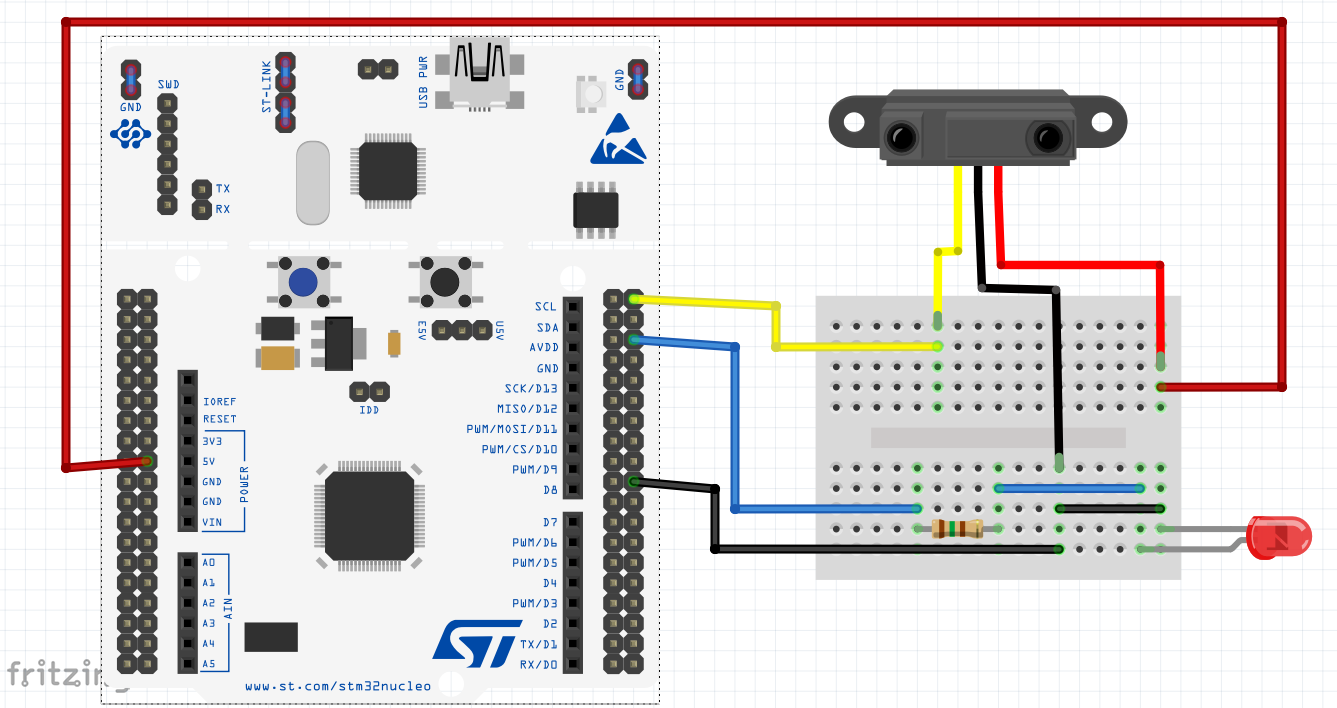 USB PWR
ST-LINK
GND
SWD
GND
TX
RX
SCL
SDA
AVDD
GND
SCK/D13
MISO/D12
PWM/MOSI/D11
PWM/CS/D10
PWM/D9
D8
E5V
U5V
IDD
IOREF
RESET
3V3
5V
GND
GND
VIN
POWER
D7
PWM/D6
PWM/D5
D4
PWM/D3
D2
TX/D1
RX/D0
A0
A1
A2
A3
A4
A5
AIN
ST
www.st.com/stm32nucleo